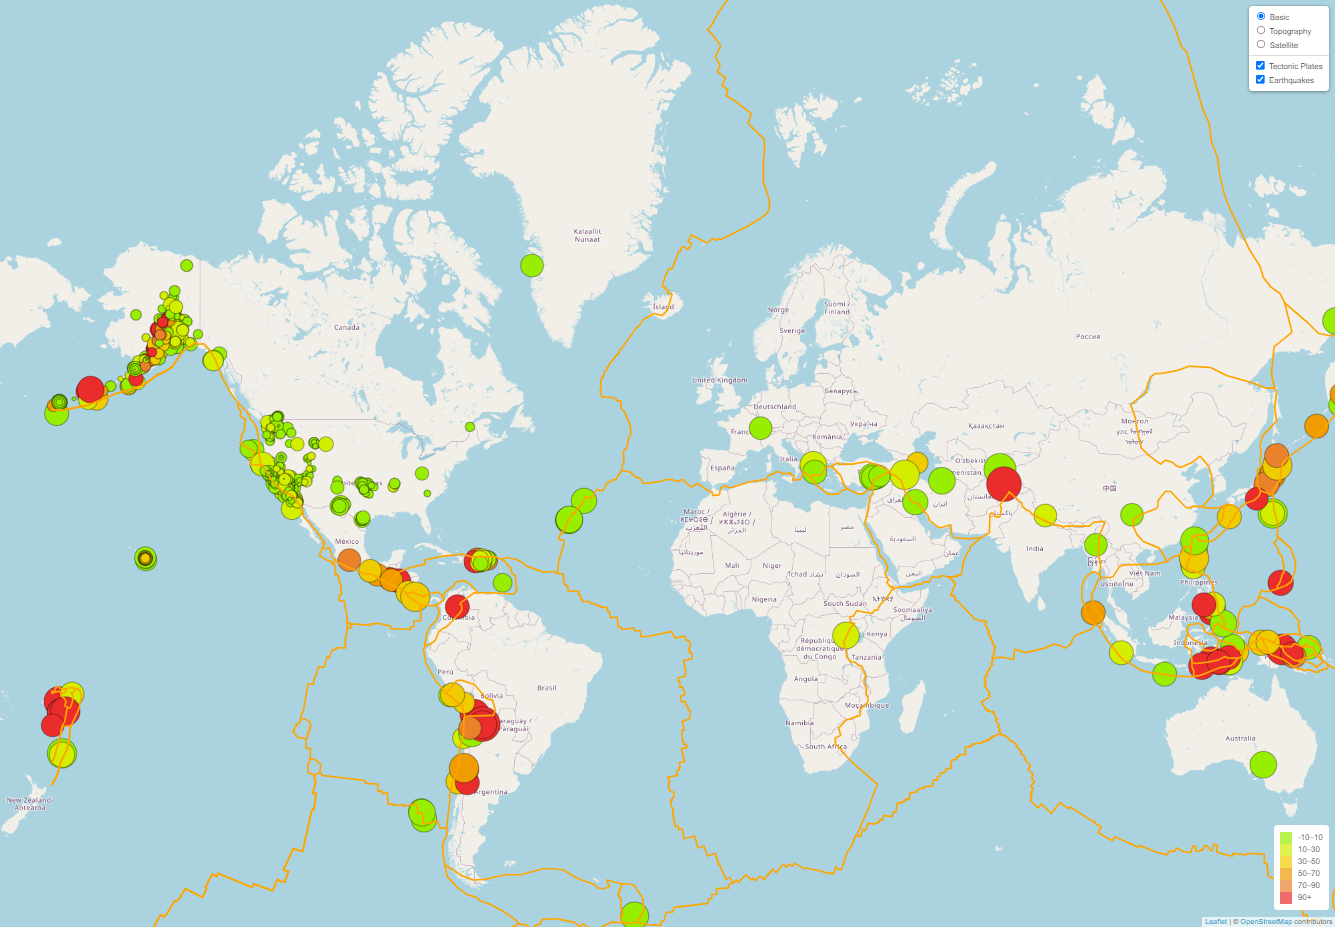 Basic
Topography
Satellite
Tectonic Plates
Earthquakes
Kalaallit
Nunaat
Ísland
Canada
Norge
Suomi /
Finland
Sverige
Россия
United Kingdom
Беларусь
Deutschland
Україна
Қазақстан
Монгол
România
Italia
España
中国
México
Maroc /
Algérie /
ليبيا
مصر
السعودية
India
Mali
Niger
Tchad تشاد
السودان
اليمن
عمان
Việt Nam
Philippines
Nigeria
South Sudan
Soomaaliya
Malaysia
République
démocratique
du Congo
Kenya
Tanzania
Indonesia
Perú
Brasil
Bolivia
Angola
Paraguay /
Paraguái
Moçambique
Namibia
South Africa
Australia
Argentina
New Zealand/
Aotearoa
-10–10
10–30
30–50
50–70
70–90
90+
Leaflet | © OpenStreetMap contributors